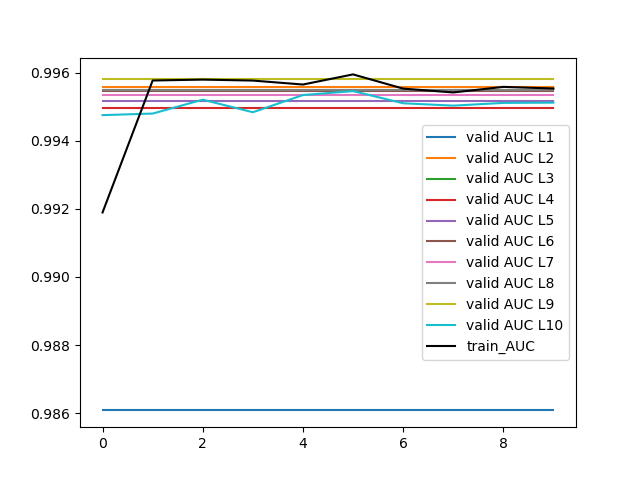 0.996
0.994
0.992
0.990
0.988
0.986
0
2
4
6
8
valid AUC L1
valid AUC L2
valid AUC L3
valid AUC L4
valid AUC L5
valid AUC L6
valid AUC L7
valid AUC L8
valid AUC L9
valid AUC L10
train_AUC